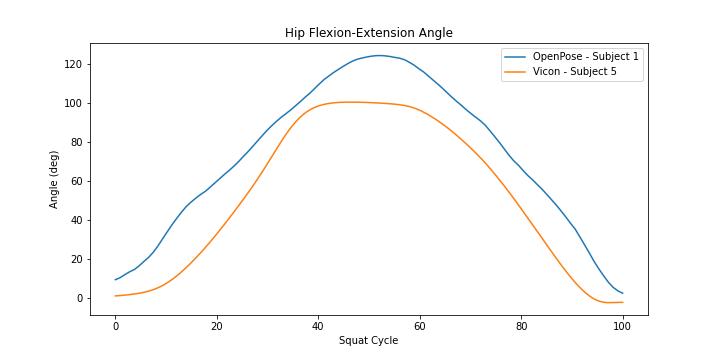 Hip Flexion-Extension Angle
OpenPose - Subject 1
Vicon - Subject 5
Angle (deg)
120
100
80
60
40
20
0
0 20 40 60 80 100
Squat Cycle